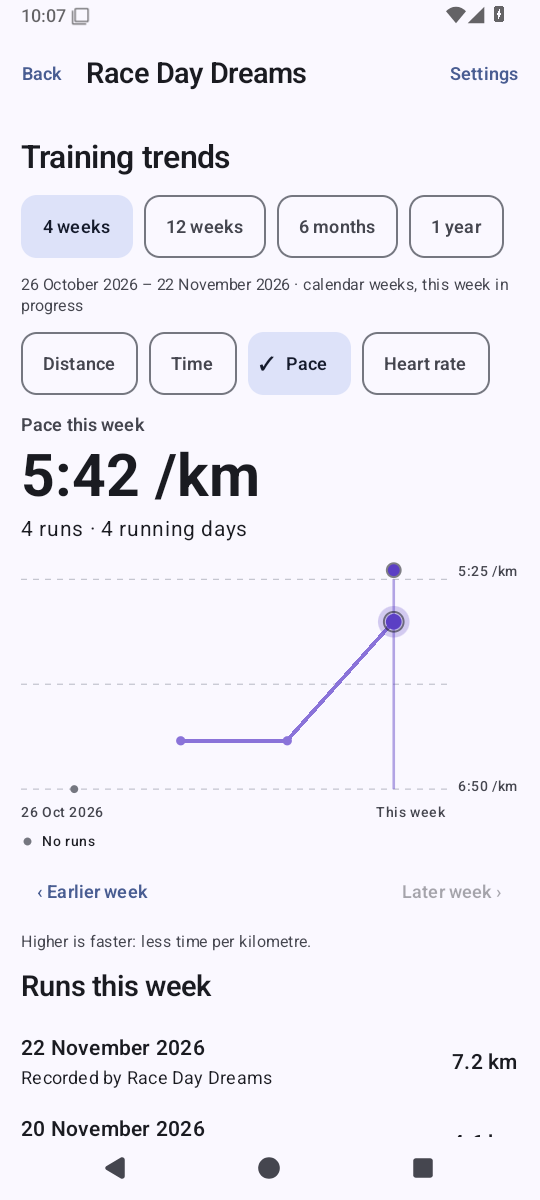 10:07
Back Race Day Dreams Settings
Training trends
4 weeks 12 weeks 6 months 1 year
26 October 2026 – 22 November 2026 · calendar weeks, this week in
progress
Distance Time ✓ Pace Heart rate
Pace this week
5:42 /km
4 runs · 4 running days
5:25 /km
6:50 /km
26 Oct 2026 This week
No runs
‹ Earlier week Later week ›
Higher is faster: less time per kilometre.
Runs this week
22 November 2026
7.2 km
Recorded by Race Day Dreams
20 November 2026